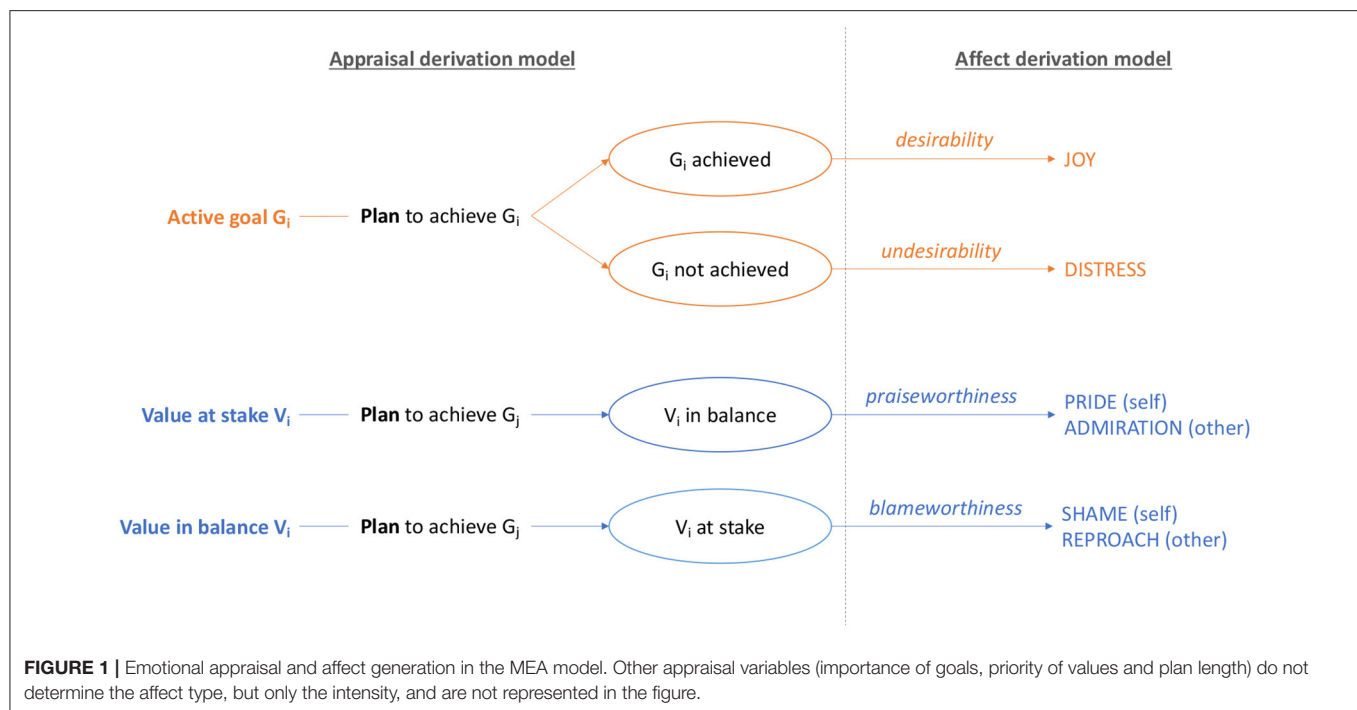 Appraisal derivation model
Affect derivation model
Gi achieved
desirability
JOY
Active goal Gi
Plan to achieve Gi
Gi not achieved
undesirability
DISTRESS
Value at stake Vi
Plan to achieve Gj
Vi in balance
praiseworthiness
PRIDE (self)
ADMIRATION (other)
Value in balance Vi
Plan to achieve Gj
Vi at stake
blameworthiness
SHAME (self)
REPROACH (other)
FIGURE 1 | Emotional appraisal and affect generation in the MEA model. Other appraisal variables (importance of goals, priority of values and plan length) do not
determine the affect type, but only the intensity, and are not represented in the figure.